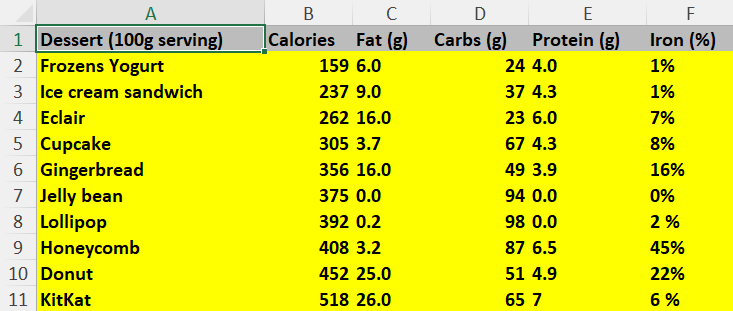 A B C D E F
1 Dessert (100g serving) Calories Fat (g) Carbs (g) Protein (g) Iron (%)
2 Frozens Yogurt 159 6.0 24 4.0 1%
3 Ice cream sandwich 237 9.0 37 4.3 1%
4 Eclair 262 16.0 23 6.0 7%
5 Cupcake 305 3.7 67 4.3 8%
6 Gingerbread 356 16.0 49 3.9 16%
7 Jelly bean 375 0.0 94 0.0 0%
8 Lollipop 392 0.2 98 0.0 2 %
9 Honeycomb 408 3.2 87 6.5 45%
10 Donut 452 25.0 51 4.9 22%
11 KitKat 518 26.0 65 7 6 %